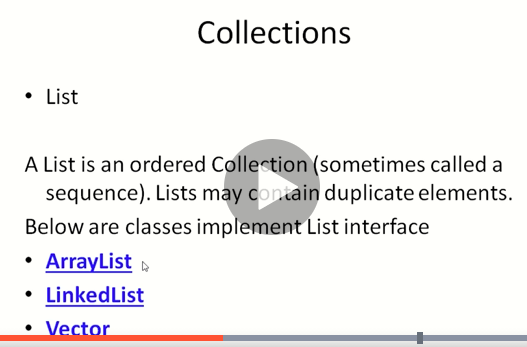 Collections
• List
A List is an ordered Collection (sometimes called a
sequence). Lists may contain duplicate elements.
Below are classes implement List interface
• ArrayList
• LinkedList
• Vector